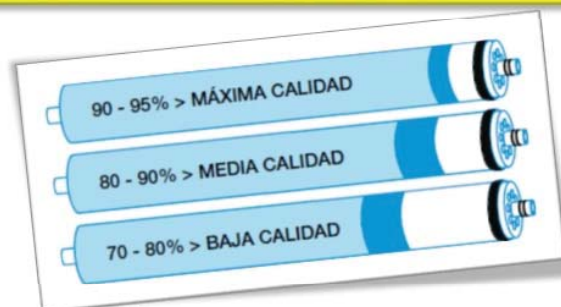 90 - 95% > MÁXIMA CALIDAD
80 - 90% > MEDIA CALIDAD
70 - 80% > BAJA CALIDAD